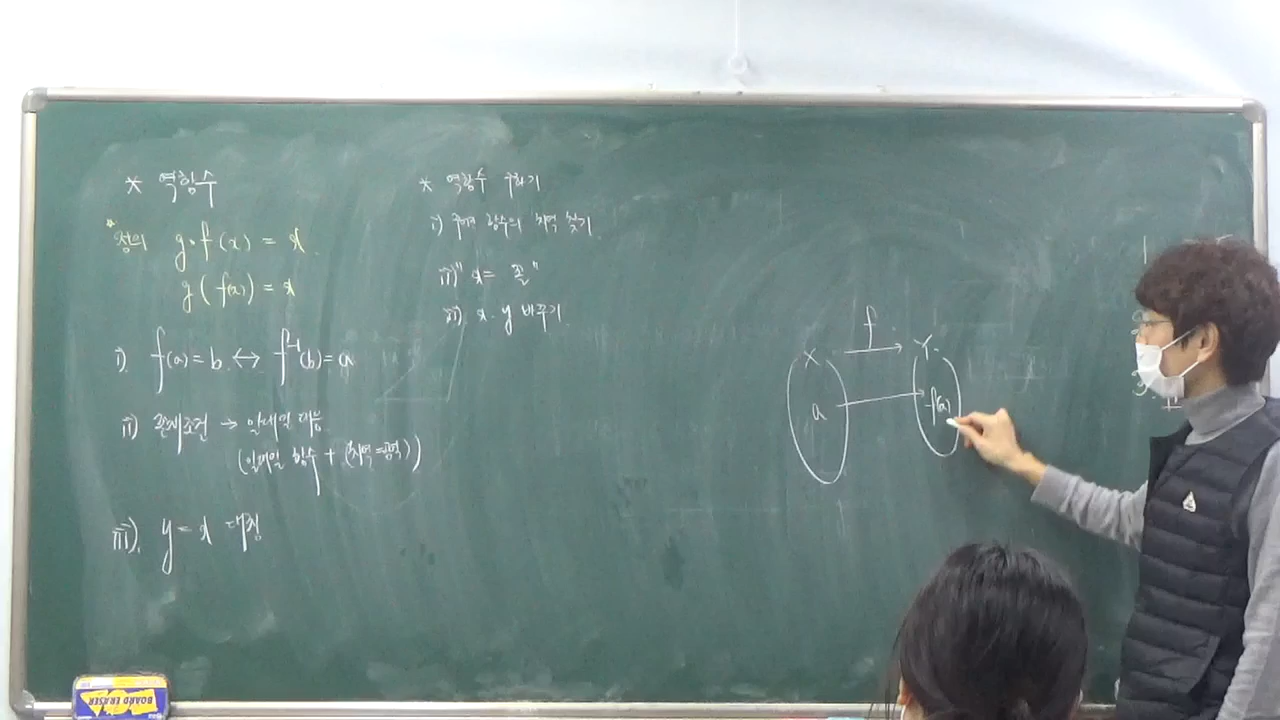 * 역함수
* 정의 g∘f(x) = x.
g(f(x)) = x
i) f(a)=b ↔ f⁻¹(b)=a
ii) 존재조건 → 일대일 대응
(일대일 함수 + (치역=공역))
iii). y = x 대칭
* 역함수 구하기
i) 주어진 함수의 치역 찾기
ii) "x= 꼴"
iii) x, y 바꾸기.
f
X Y.
a f(a)
BOARD ERASER